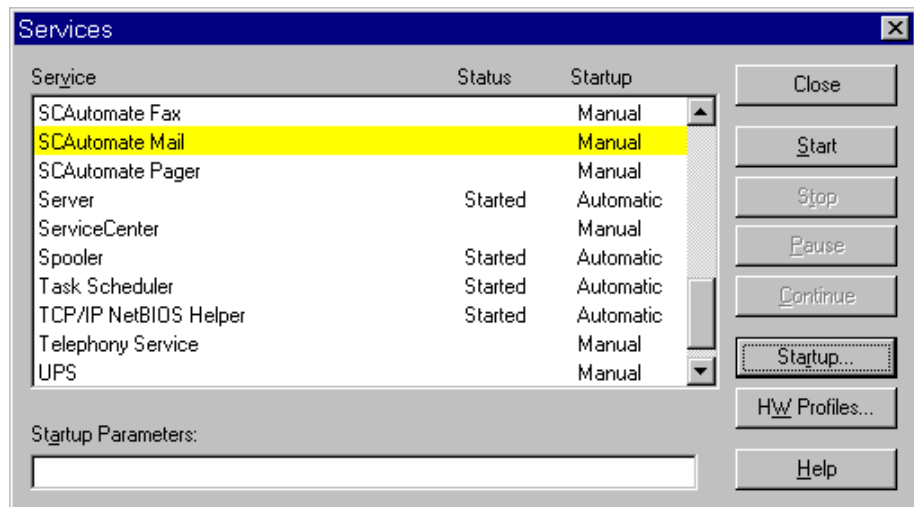 Services
Service Status Startup
SCAutomate Fax Manual
SCAutomate Mail Manual
SCAutomate Pager Manual
Server Started Automatic
ServiceCenter Manual
Spooler Started Automatic
Task Scheduler Started Automatic
TCP/IP NetBIOS Helper Started Automatic
Telephony Service Manual
UPS Manual
Startup Parameters:
Close
Start
Stop
Pause
Continue
Startup...
HW Profiles...
Help